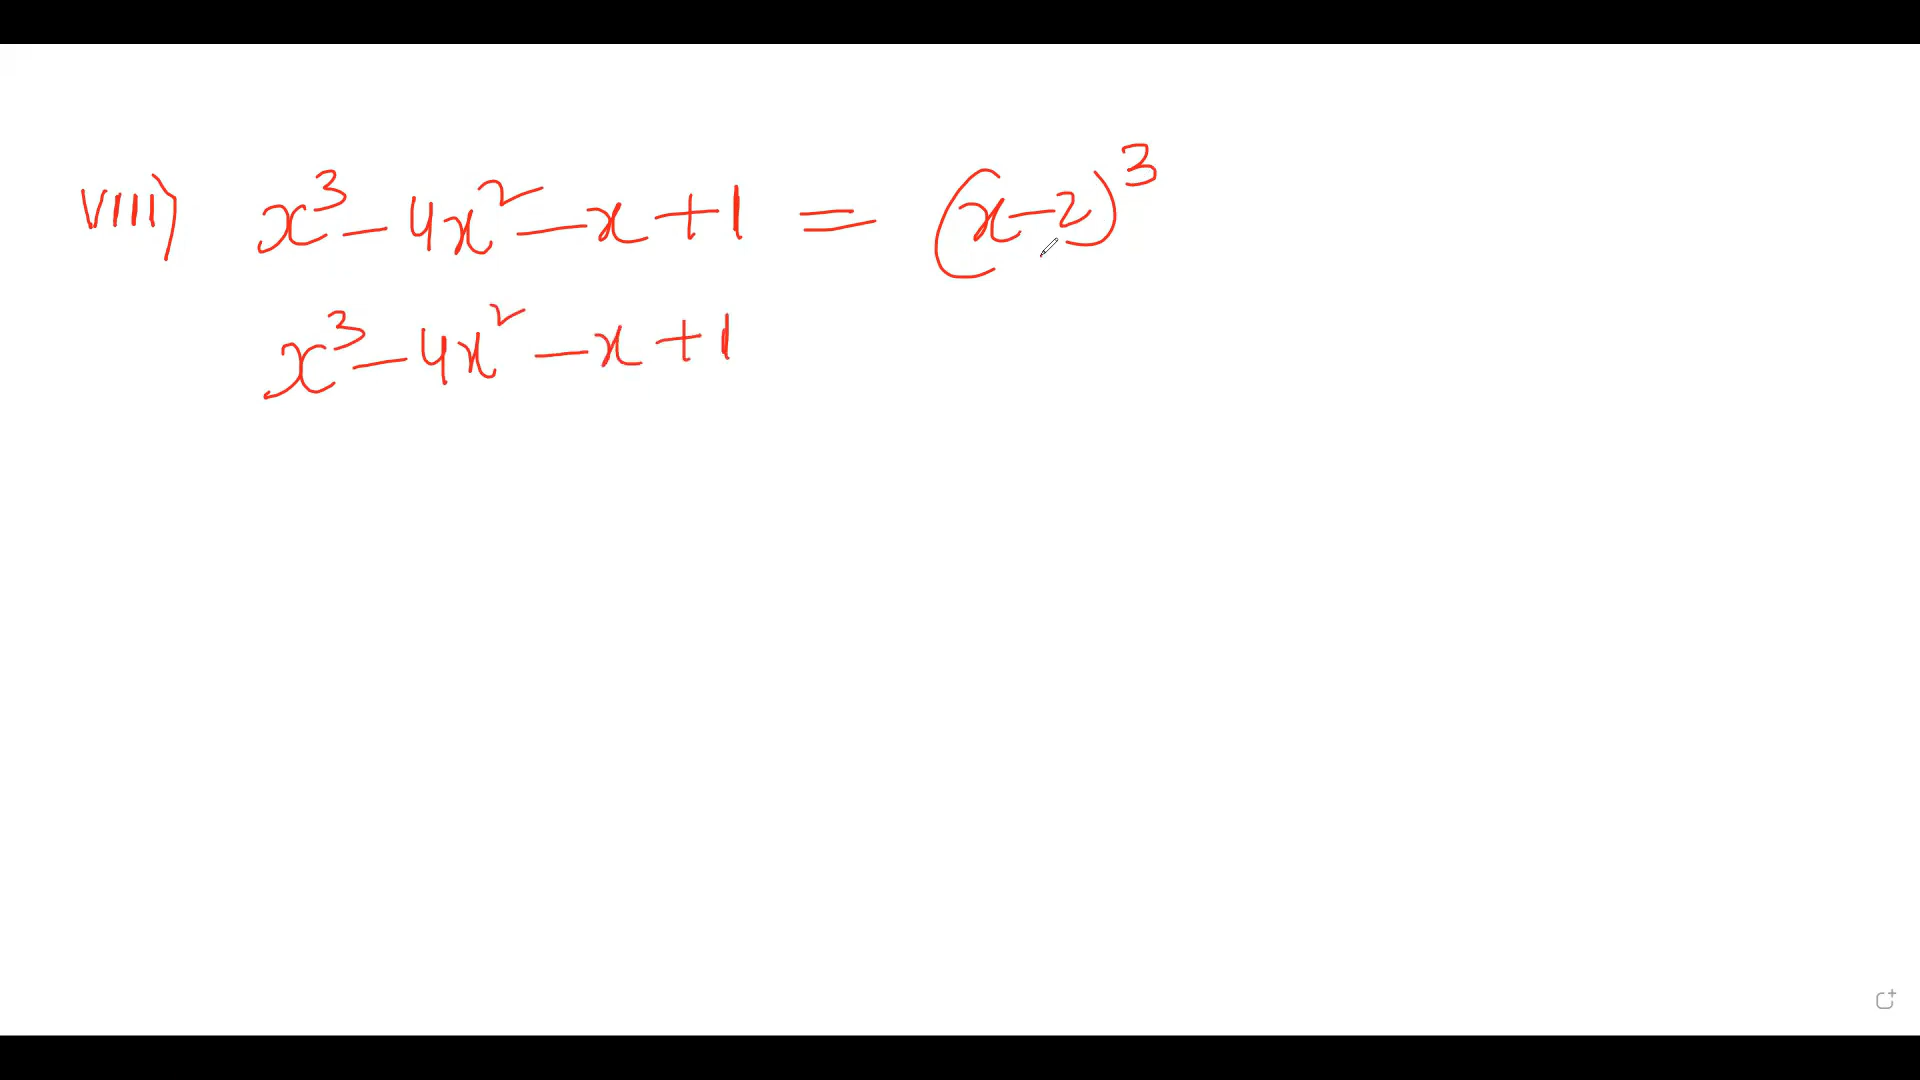 viii) x³ - 4x² - x + 1 = (x - 2)³
x³ - 4x² - x + 1